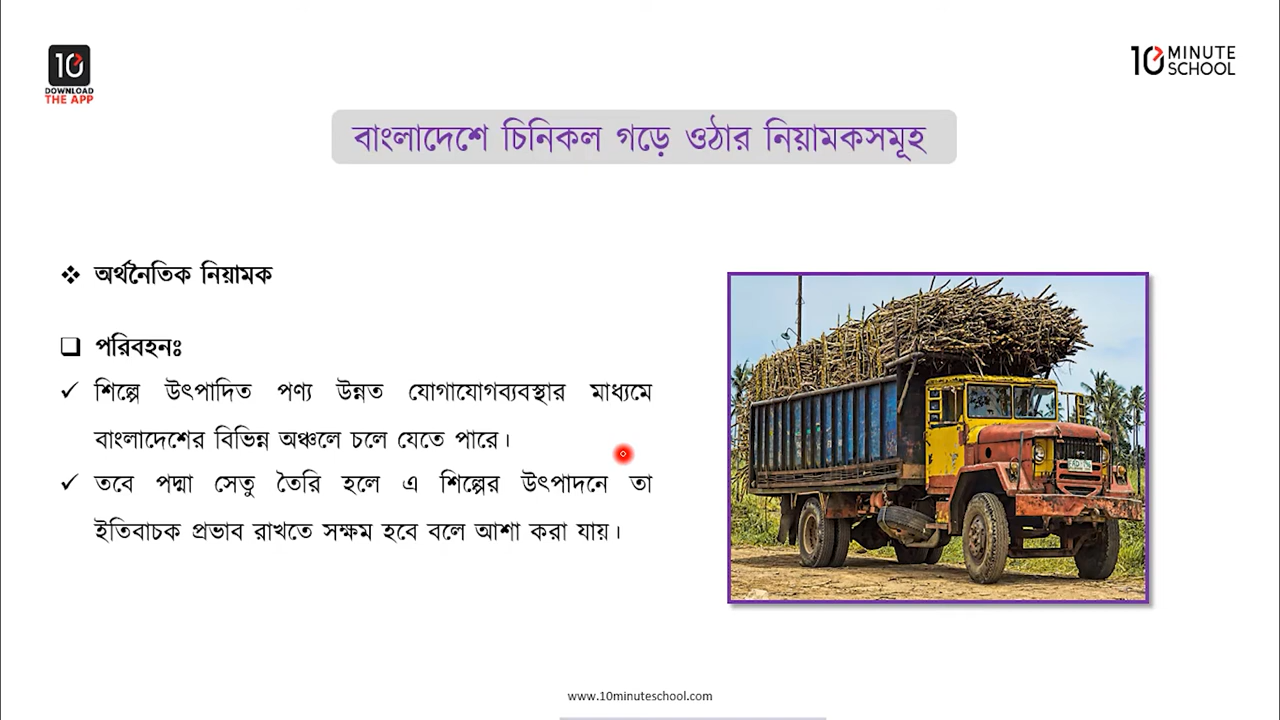 10
DOWNLOAD
THE APP
10 MINUTE
SCHOOL
বাংলাদেশে চিনিকল গড়ে ওঠার নিয়ামকসমূহ
অর্থনৈতিক নিয়ামক
পরিবহনঃ
শিল্পে উৎপাদিত পণ্য উন্নত যোগাযোগব্যবস্থার মাধ্যমে
বাংলাদেশের বিভিন্ন অঞ্চলে চলে যেতে পারে।
তবে পদ্মা সেতু তৈরি হলে এ শিল্পের উৎপাদনে তা
ইতিবাচক প্রভাব রাখতে সক্ষম হবে বলে আশা করা যায়।
www.10minuteschool.com